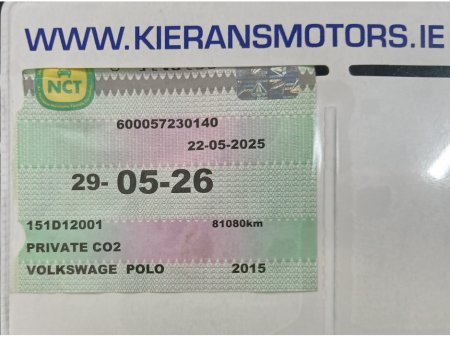 WWW.KIERANSMOTORS.IE
NCT
600057230140
22-05-2025
29- 05-26
151D12001 81080km
PRIVATE CO2
VOLKSWAGE POLO 2015